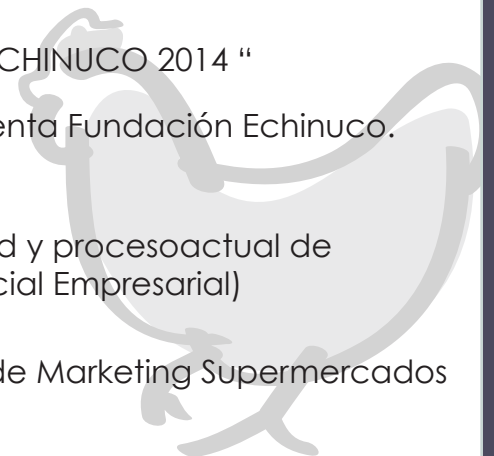 CHINUCO 2014 “
enta Fundación Echinuco.
d y procesoactual de
cial Empresarial)
de Marketing Supermercados